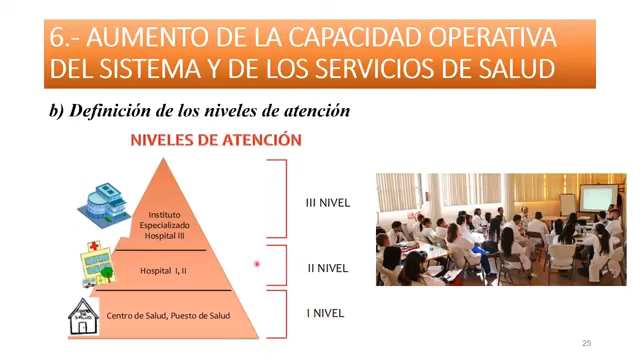 6.- AUMENTO DE LA CAPACIDAD OPERATIVA
DEL SISTEMA Y DE LOS SERVICIOS DE SALUD
b) Definición de los niveles de atención
NIVELES DE ATENCIÓN
Instituto
Especializado
Hospital III
III NIVEL
Hospital I, II
II NIVEL
Centro de Salud, Puesto de Salud
I NIVEL
25